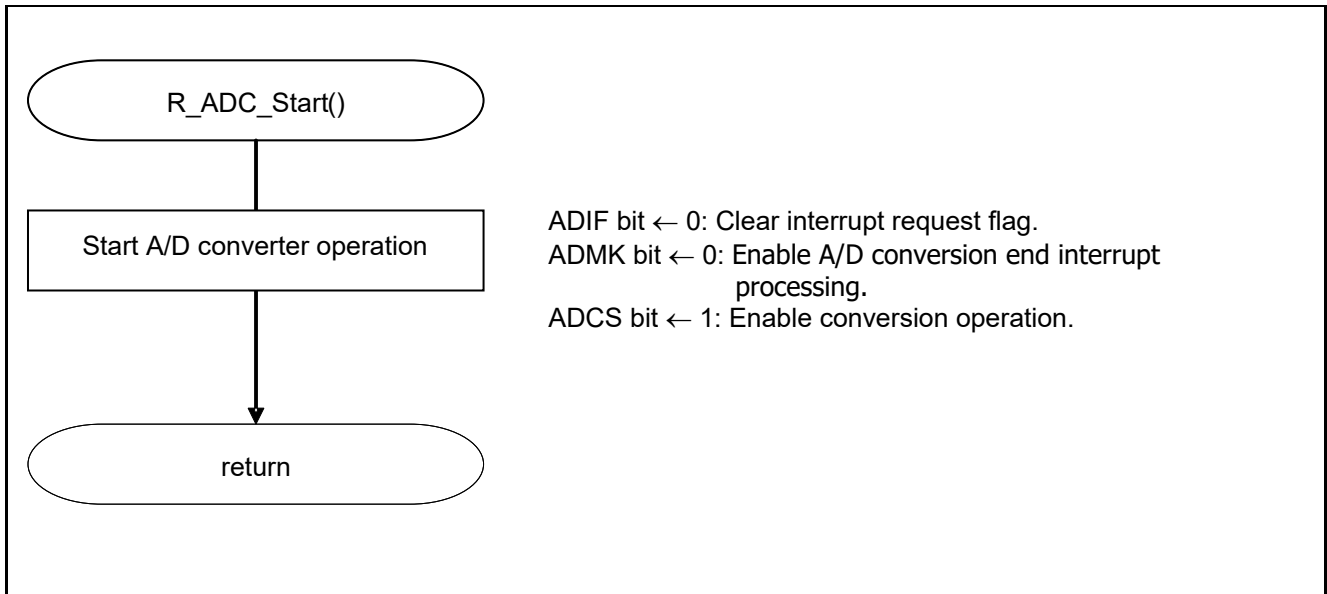 R_ADC_Start()
Start A/D converter operation
ADIF bit ← 0: Clear interrupt request flag.
ADMK bit ← 0: Enable A/D conversion end interrupt
processing.
ADCS bit ← 1: Enable conversion operation.
return